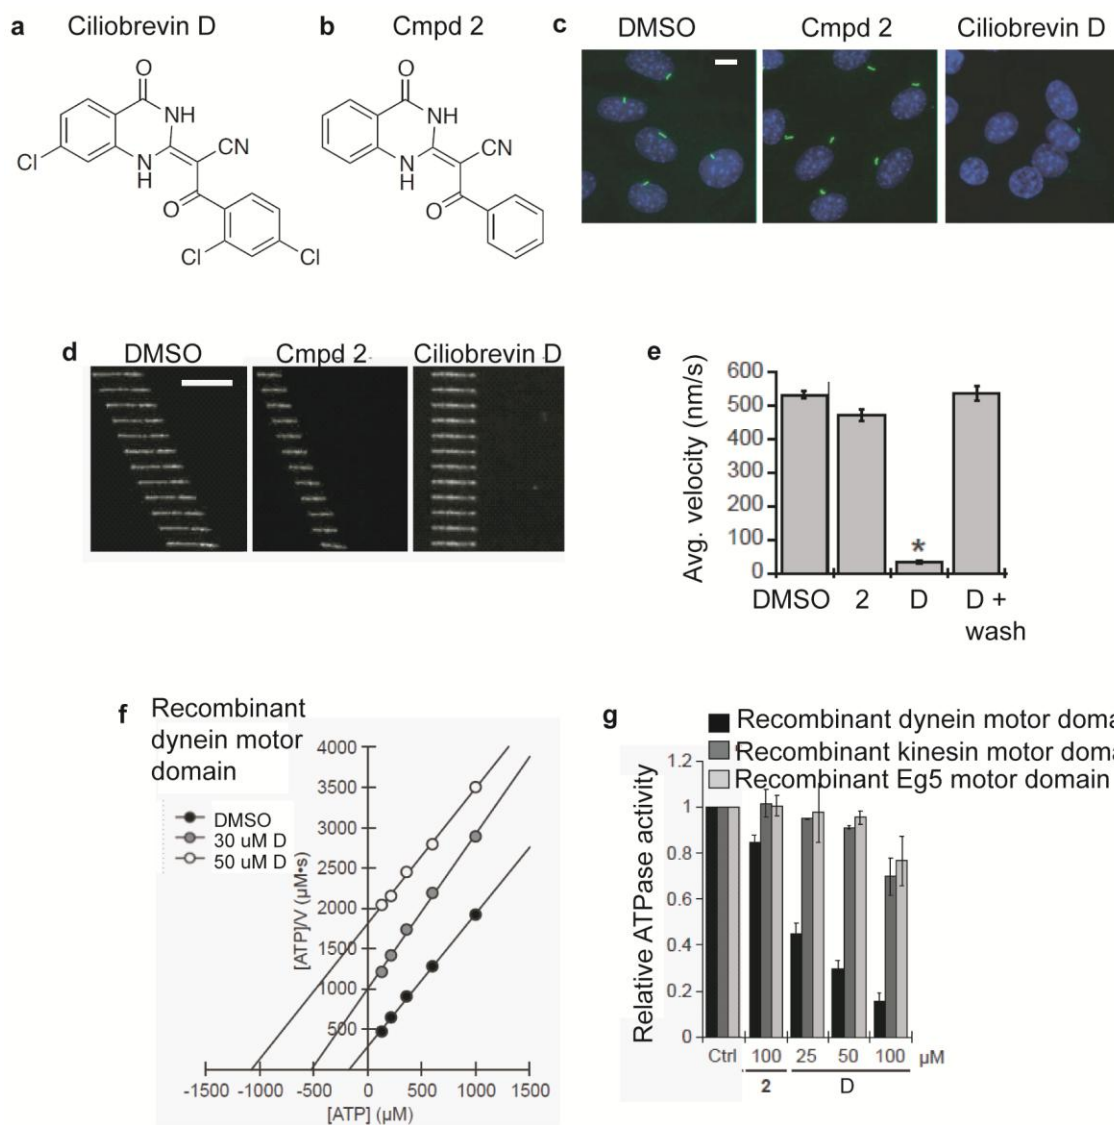 a Ciliobrevin D
O
NH
N
H
CN
O
Cl
Cl
Cl
b Cmpd 2
O
NH
N
H
CN
O
c DMSO Cmpd 2 Ciliobrevin D
d DMSO Cmpd 2 Ciliobrevin D
e
Avg. velocity (nm/s)
600
500
400
300
200
100
0
*
DMSO 2 D D +
wash
f Recombinant
dynein motor
domain
DMSO
30 uM D
50 uM D
[ATP]/V (µM•s)
4000
3500
3000
2500
2000
1500
1000
500
-1500 -1000 -500 0 500 1000 1500
[ATP] (µM)
g
Recombinant dynein motor doma
Recombinant kinesin motor doma
Recombinant Eg5 motor domain
Relative ATPase activity
1.2
1
0.8
0.6
0.4
0.2
0
Ctrl 100 25 50 100 µM
2 D